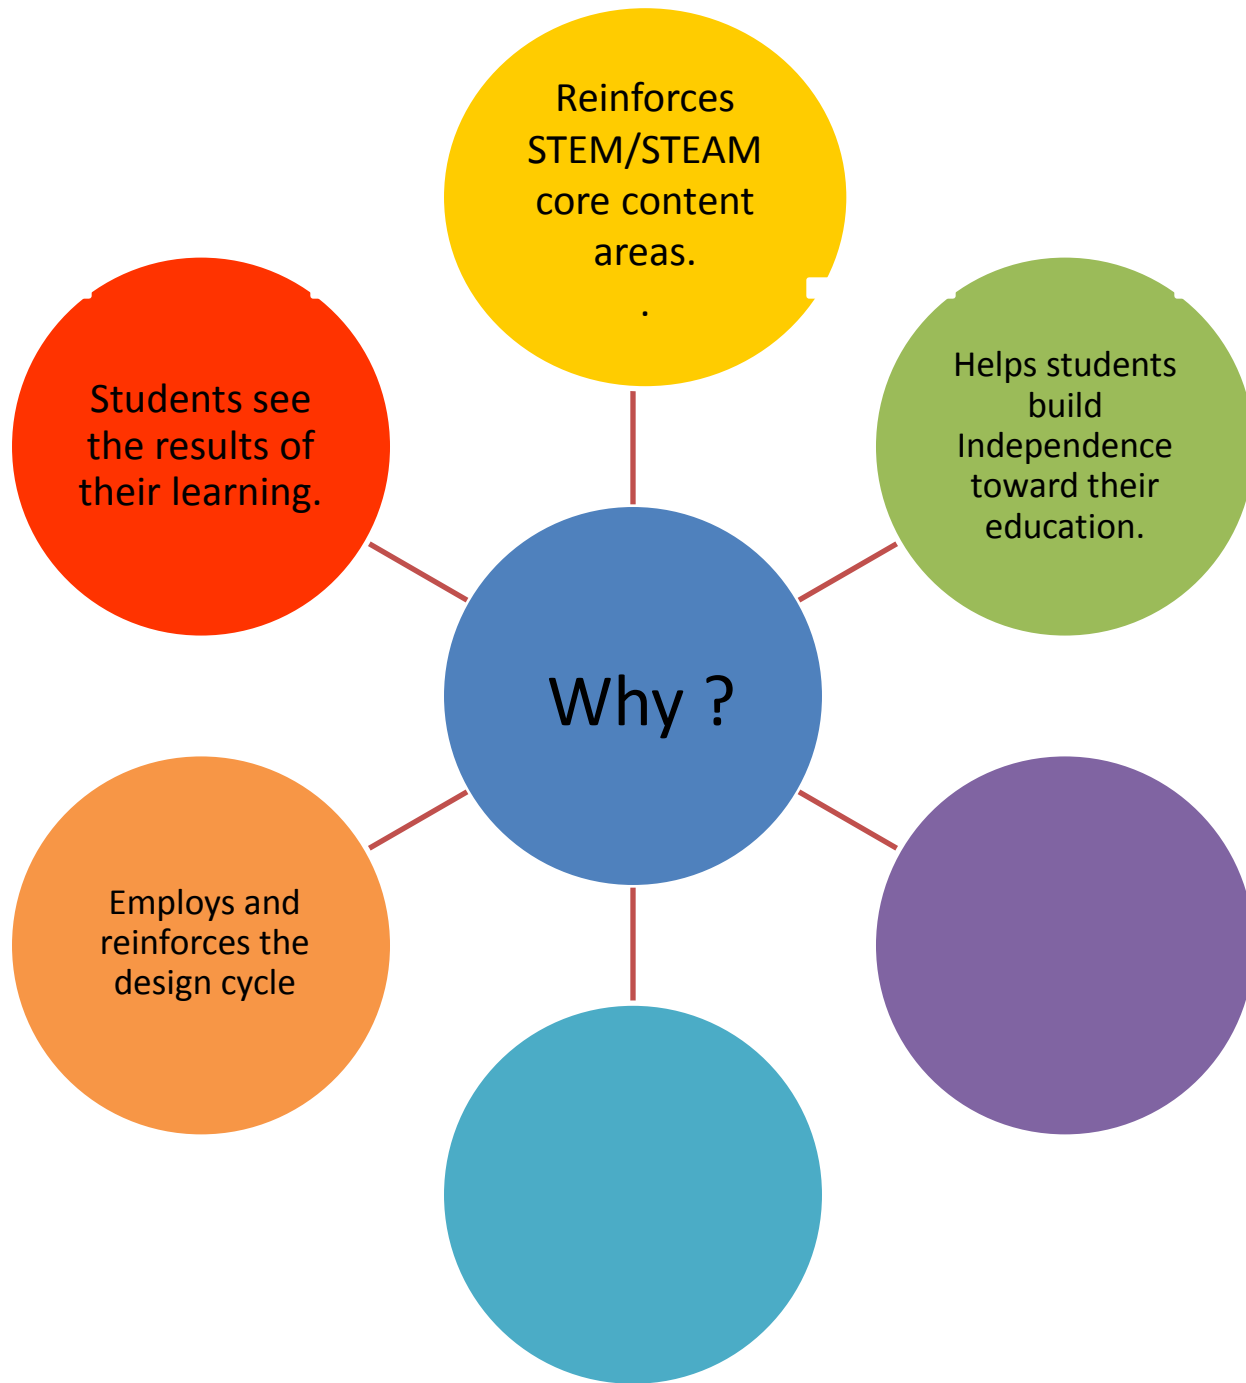 Reinforces
STEM/STEAM
core content
areas.
.
Students see
the results of
their learning.
Helps students
build
Independence
toward their
education.
Why ?
Employs and
reinforces the
design cycle